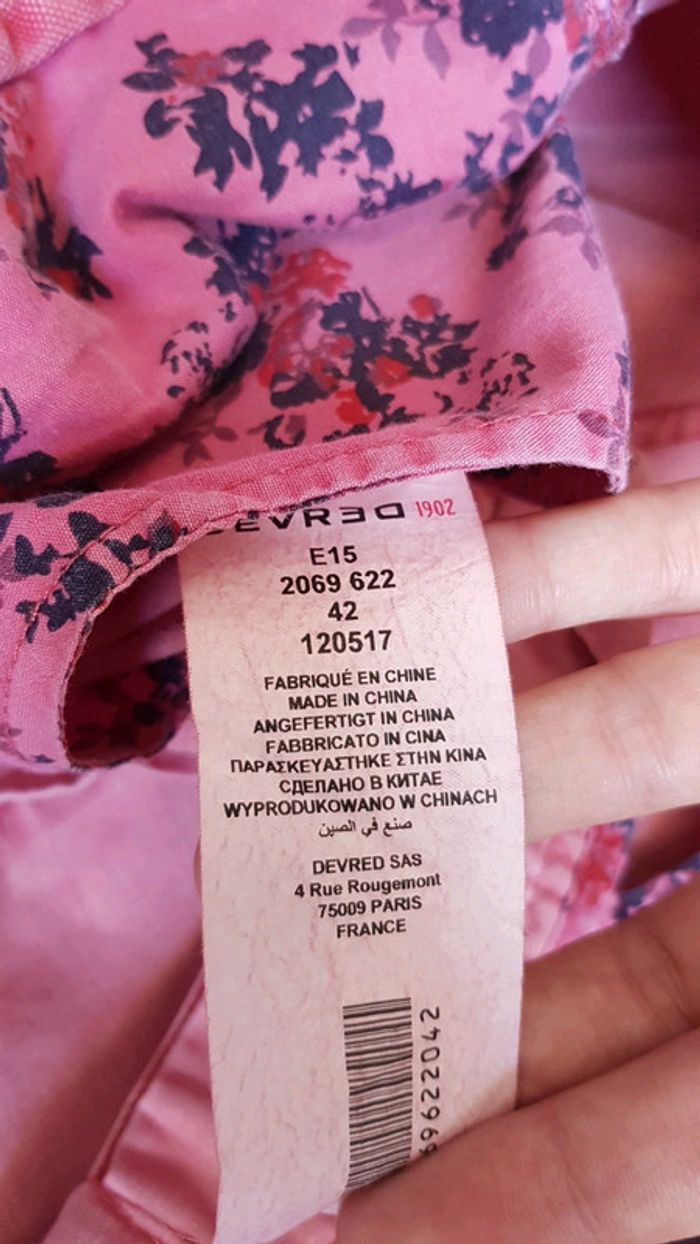 DEVRED 1902
E15
2069 622
42
120517
FABRIQUÉ EN CHINE
MADE IN CHINA
ANGEFERTIGT IN CHINA
FABBRICATO IN CINA
ΠΑΡΑΣΚΕΥΑΣΤΗΚΕ ΣΤΗΝ ΚΙΝΑ
СДЕЛАНО В КИТАЕ
WYPRODUKOWANO W CHINACH
صنع في الصين
DEVRED SAS
4 Rue Rougemont
75009 PARIS
FRANCE
69622042